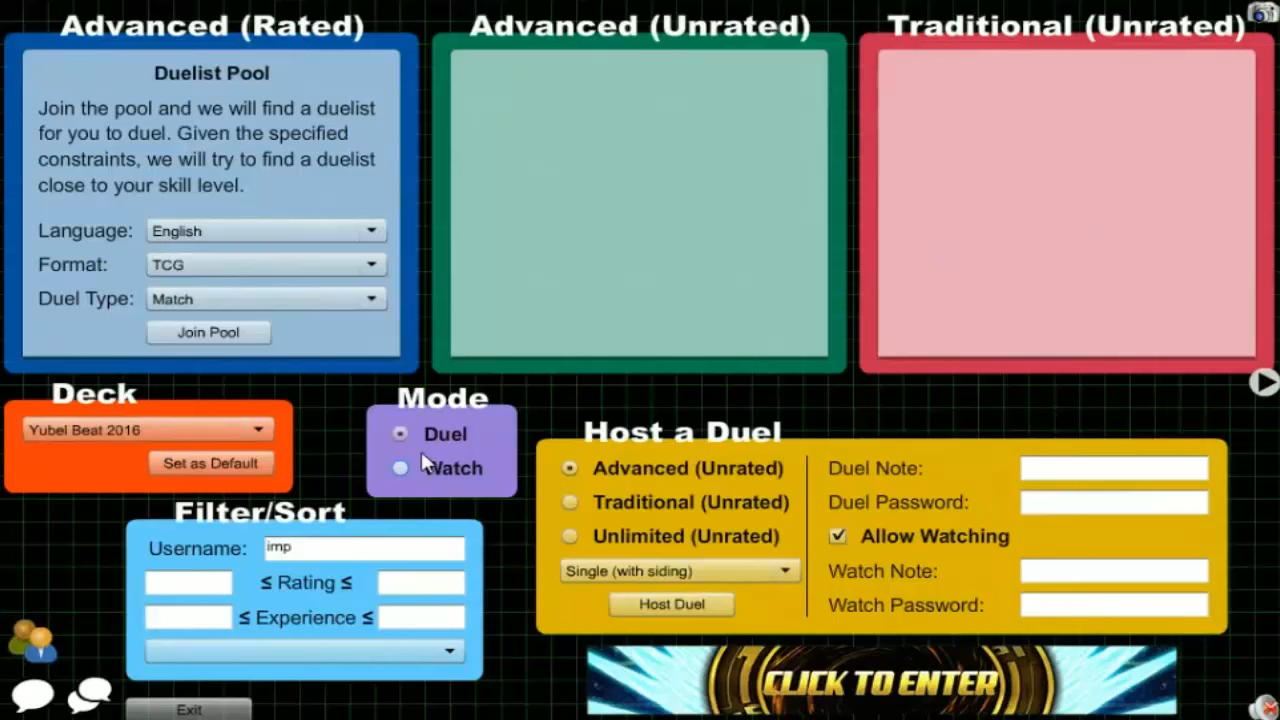 Advanced (Rated)
Duelist Pool
Join the pool and we will find a duelist
for you to duel. Given the specified
constraints, we will try to find a duelist
close to your skill level.
Language: English
Format: TCG
Duel Type: Match
Join Pool
Advanced (Unrated)
Traditional (Unrated)
Deck
Yubel Beat 2016
Set as Default
Mode
Duel
Watch
Filter/Sort
Username: imp
≤ Rating ≤
≤ Experience ≤
Exit
Host a Duel
Advanced (Unrated)
Traditional (Unrated)
Unlimited (Unrated)
Single (with siding)
Host Duel
Duel Note:
Duel Password:
Allow Watching
Watch Note:
Watch Password:
CLICK TO ENTER